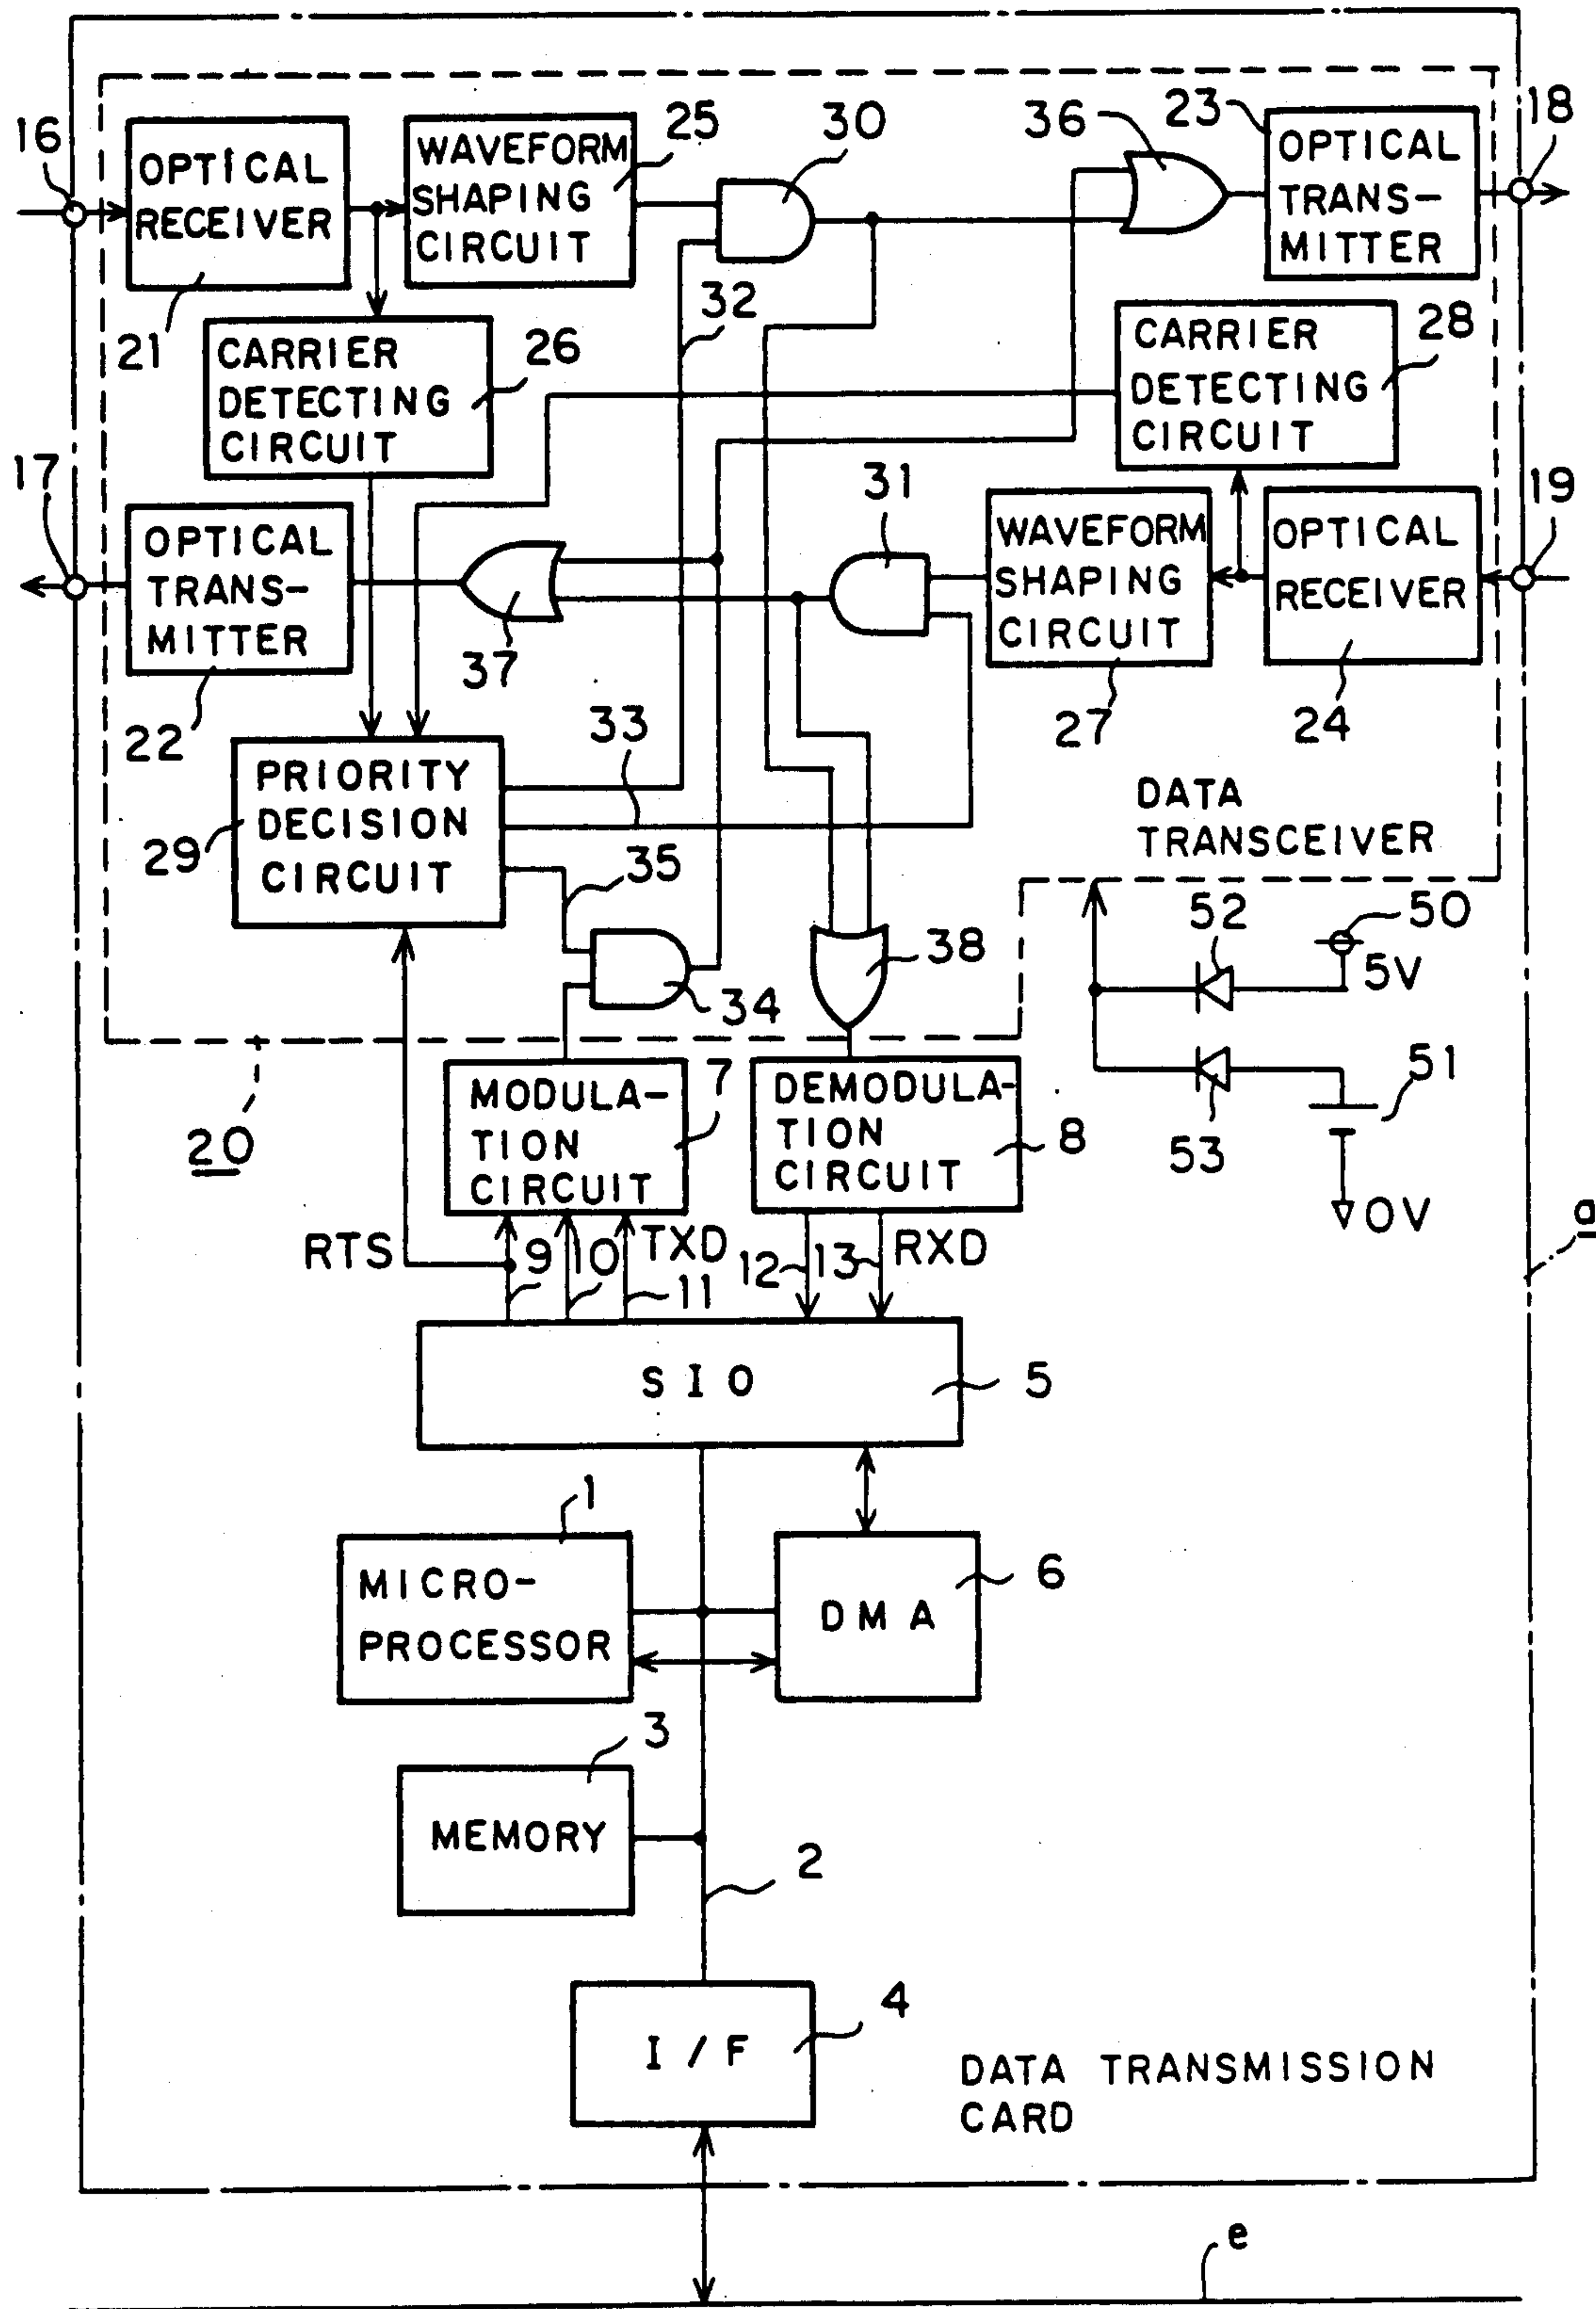 16
OPTICAL
RECEIVER
21
WAVEFORM
SHAPING
CIRCUIT
25
30
36
23
OPTICAL
TRANS-
MITTER
18
32
CARRIER
DETECTING
CIRCUIT
26
CARRIER
DETECTING
CIRCUIT
28
17
OPTICAL
TRANS-
MITTER
22
37
31
WAVEFORM
SHAPING
CIRCUIT
27
OPTICAL
RECEIVER
24
19
33
PRIORITY
DECISION
CIRCUIT
29
35
34
38
DATA
TRANSCEIVER
52
50
5V
53
51
0V
20
MODULA-
TION
CIRCUIT
7
DEMODULA-
TION
CIRCUIT
8
a
RTS
9
10
TXD
11
12
13
RXD
SIO
5
1
MICRO-
PROCESSOR
DMA
6
3
MEMORY
2
I/F
4
DATA TRANSMISSION
CARD
e